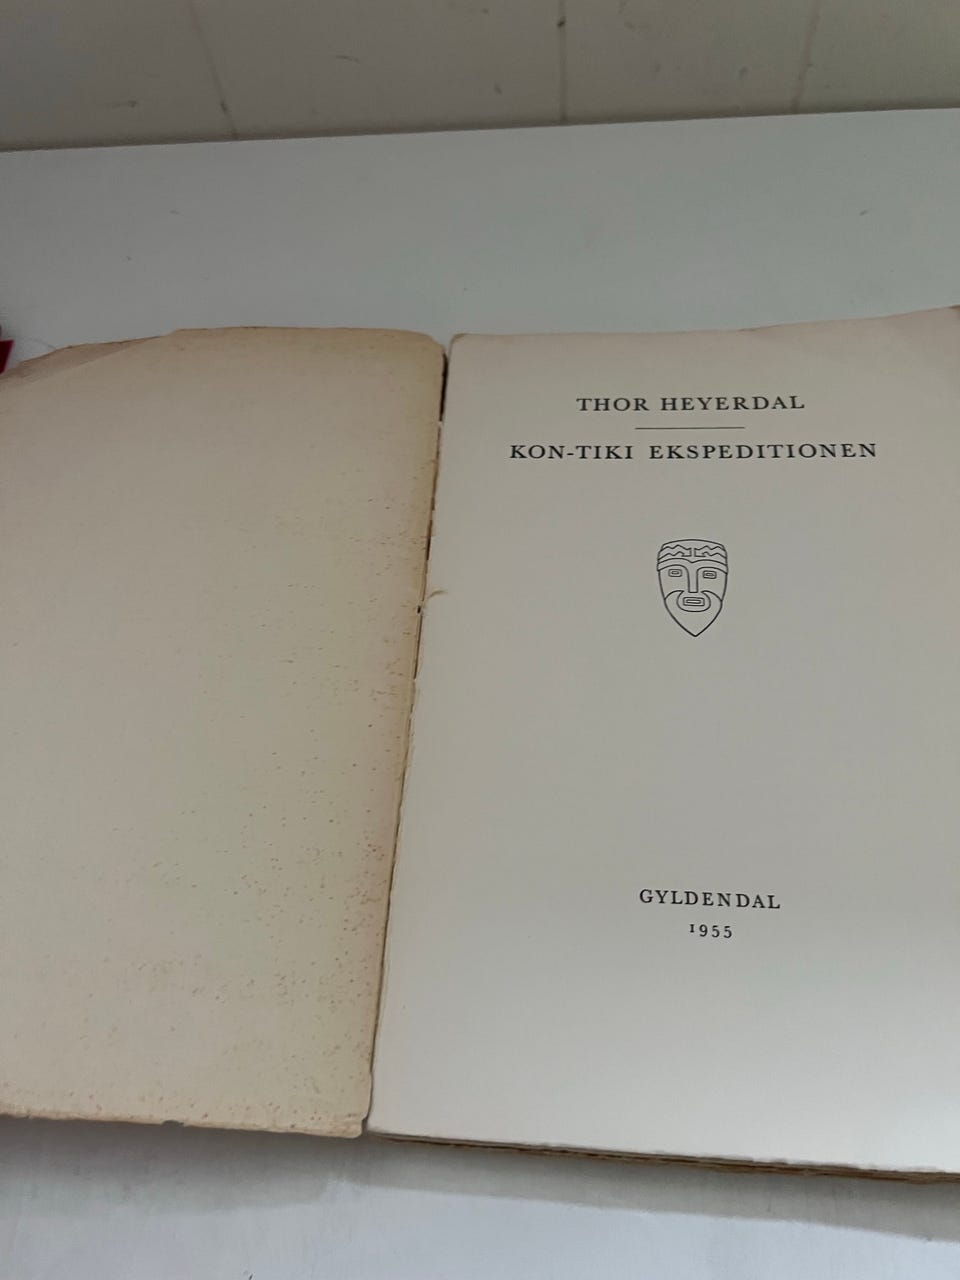 THOR HEYERDAL
KON-TIKI EKSPEDITIONEN
GYLDENDAL
1955